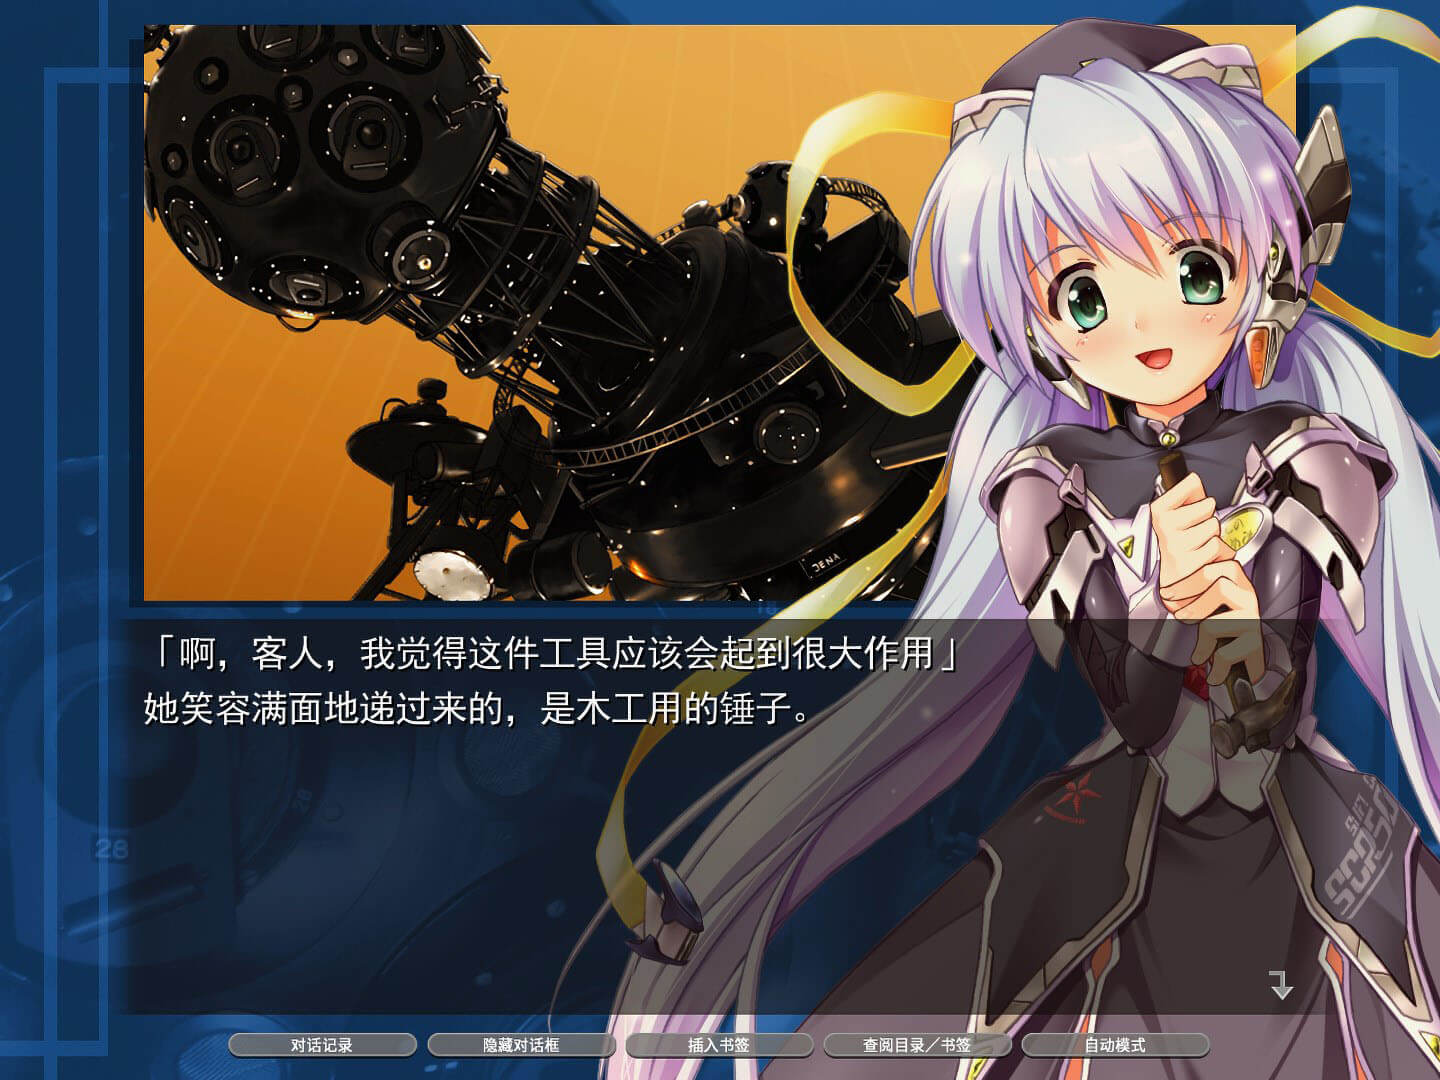 JENA
「啊，客人，我觉得这件工具应该会起到很大作用」
她笑容满面地递过来的，是木工用的锤子。
28
对话记录
隐藏对话框
插入书签
查阅目录／书签
自动模式